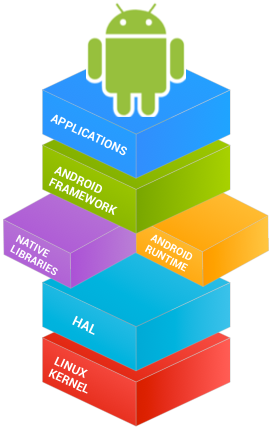 APPLICATIONS
ANDROID
FRAMEWORK
NATIVE
LIBRARIES
ANDROID
RUNTIME
HAL
LINUX
KERNEL